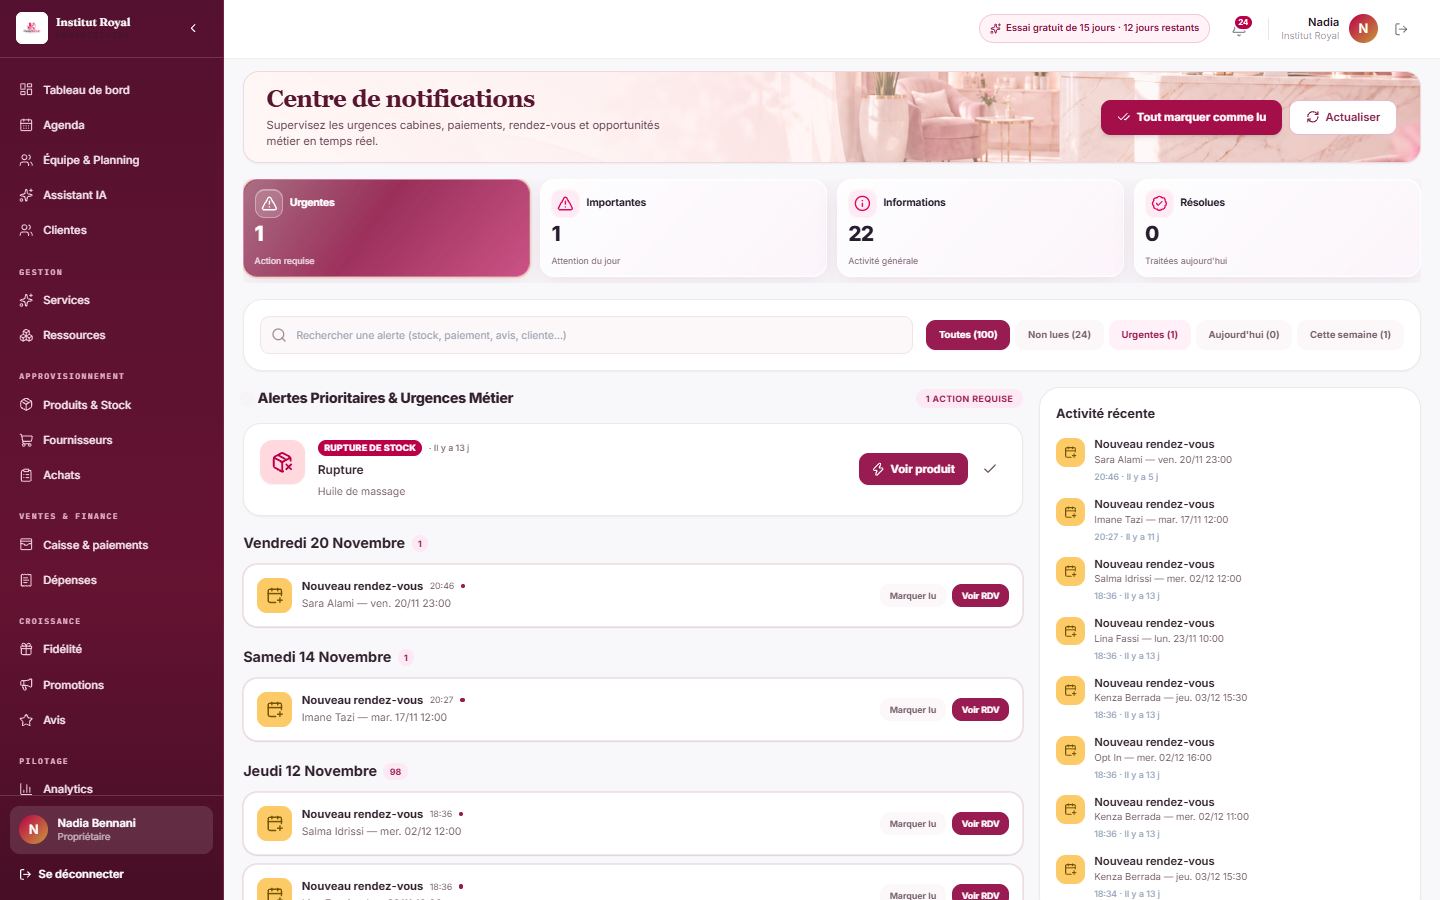 Institut Royal
Tableau de bord
Agenda
Équipe & Planning
Assistant IA
Clientes
GESTION
Services
Ressources
APPROVISIONNEMENT
Produits & Stock
Fournisseurs
Achats
VENTES & FINANCE
Caisse & paiements
Dépenses
CROISSANCE
Fidélité
Promotions
Avis
PILOTAGE
Analytics
N
Nadia Bennani
Propriétaire
Se déconnecter
Essai gratuit de 15 jours · 12 jours restants
24
Nadia
Institut Royal
N
Centre de notifications
Supervisez les urgences cabines, paiements, rendez-vous et opportunités
métier en temps réel.
Tout marquer comme lu
Actualiser
Urgentes
1
Action requise
Importantes
1
Attention du jour
Informations
22
Activité générale
Résolues
0
Traitées aujourd'hui
Rechercher une alerte (stock, paiement, avis, cliente...)
Toutes (100)
Non lues (24)
Urgentes (1)
Aujourd'hui (0)
Cette semaine (1)
Alertes Prioritaires & Urgences Métier
1 ACTION REQUISE
RUPTURE DE STOCK · Il y a 13 j
Rupture
Huile de massage
Voir produit
Vendredi 20 Novembre 1
Nouveau rendez-vous 20:46
Sara Alami — ven. 20/11 23:00
Marquer lu
Voir RDV
Samedi 14 Novembre 1
Nouveau rendez-vous 20:27
Imane Tazi — mar. 17/11 12:00
Marquer lu
Voir RDV
Jeudi 12 Novembre 98
Nouveau rendez-vous 18:36
Salma Idrissi — mer. 02/12 12:00
Marquer lu
Voir RDV
Nouveau rendez-vous 18:36
Marquer lu
Voir RDV
Activité récente
Nouveau rendez-vous
Sara Alami — ven. 20/11 23:00
20:46 · Il y a 5 j
Nouveau rendez-vous
Imane Tazi — mar. 17/11 12:00
20:27 · Il y a 11 j
Nouveau rendez-vous
Salma Idrissi — mer. 02/12 12:00
18:36 · Il y a 13 j
Nouveau rendez-vous
Lina Fassi — lun. 23/11 10:00
18:36 · Il y a 13 j
Nouveau rendez-vous
Kenza Berrada — jeu. 03/12 15:30
18:36 · Il y a 13 j
Nouveau rendez-vous
Opt In — mer. 02/12 16:00
18:36 · Il y a 13 j
Nouveau rendez-vous
Kenza Berrada — mer. 02/12 11:00
18:36 · Il y a 13 j
Nouveau rendez-vous
Kenza Berrada — jeu. 03/12 15:30
18:34 · Il y a 13 j